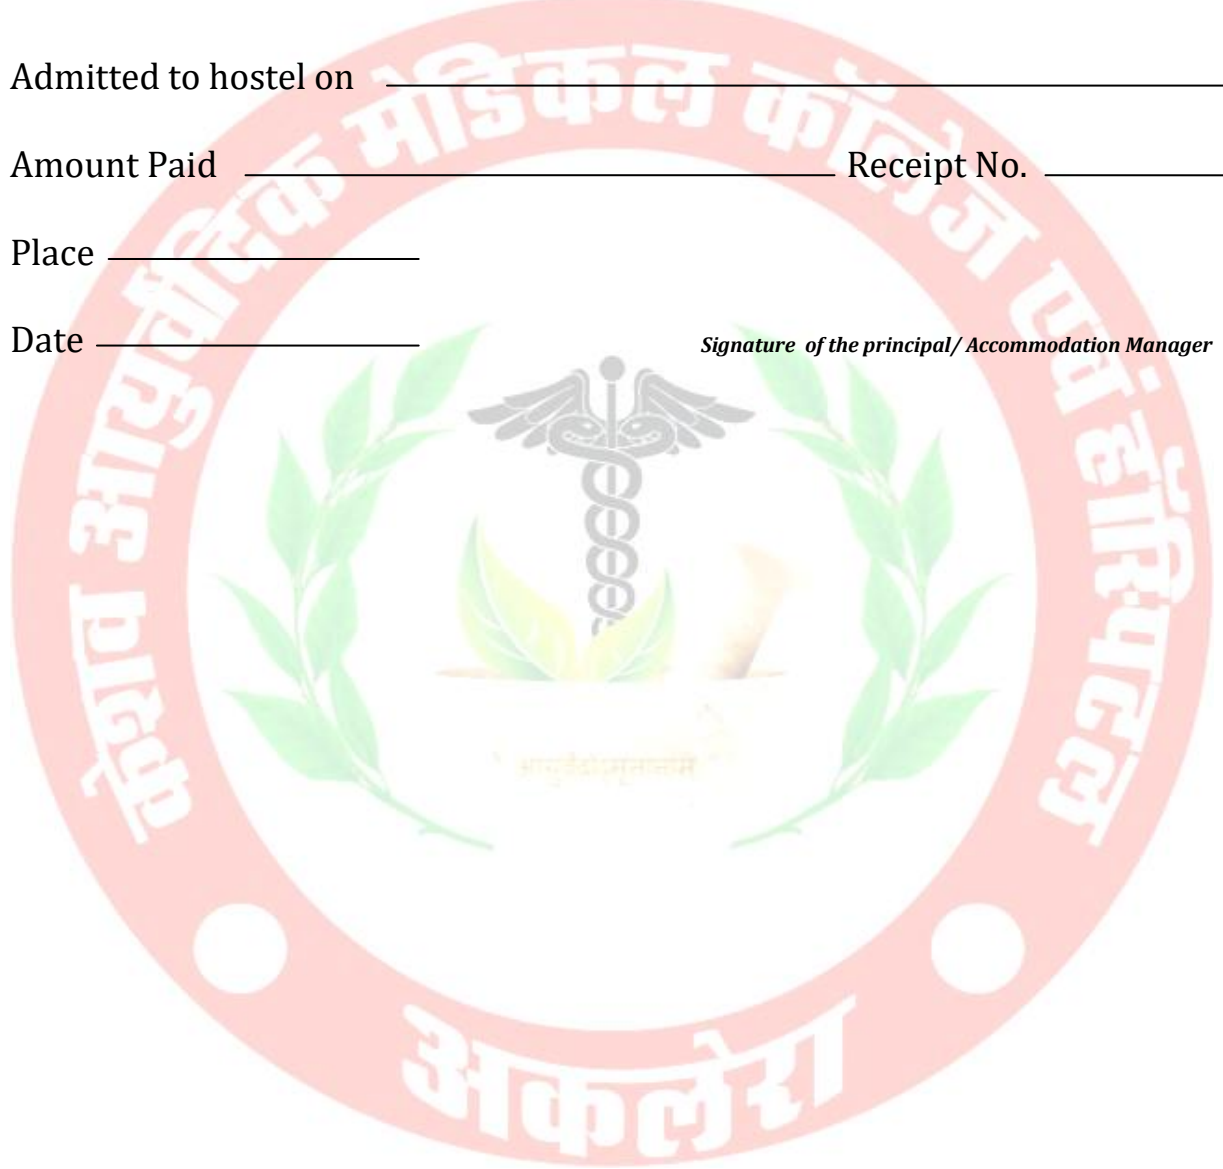 Admitted to hostel on
Amount Paid Receipt No.
Place
Date
Signature of the principal/ Accommodation Manager
केशव आयुर्वेदिक मेडिकल कॉलेज एवं हॉस्पिटल
अकलेरा